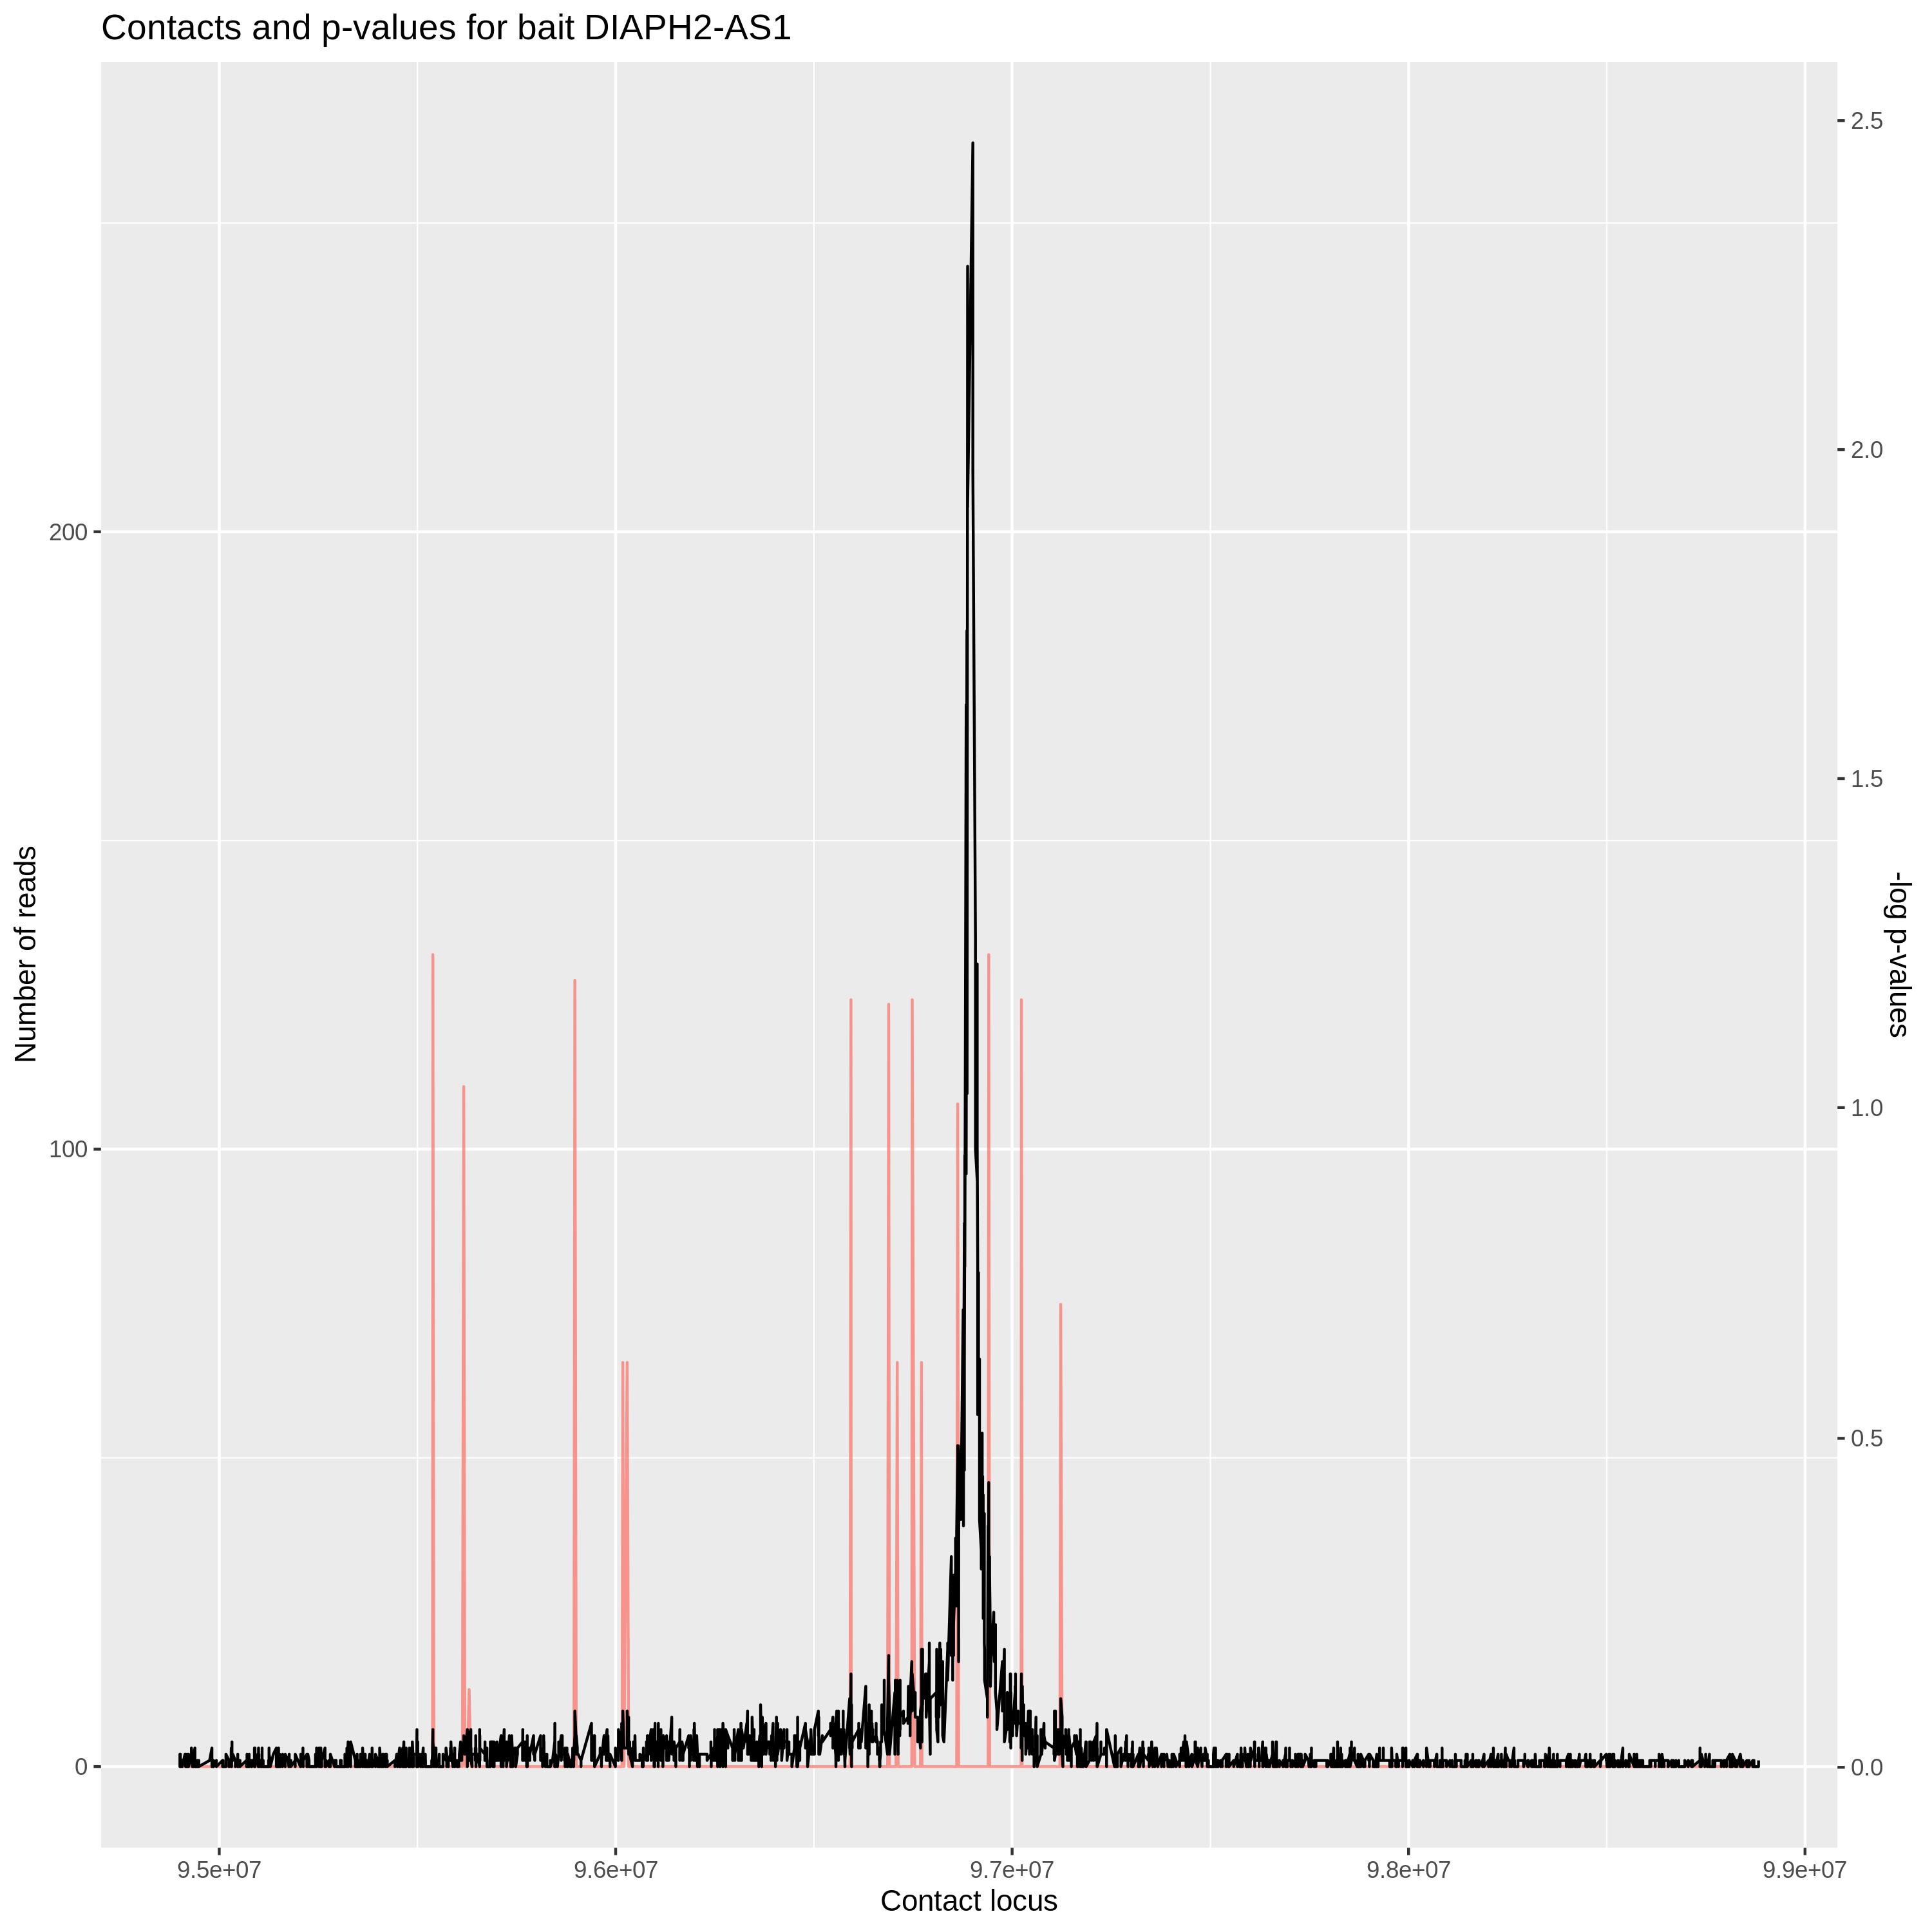 Contacts and p-values for bait DIAPH2-AS1
Number of reads
200
100
0
2.5
2.0
1.5
1.0
0.5
0.0
-log p-values
9.5e+07 9.6e+07 9.7e+07 9.8e+07 9.9e+07
Contact locus